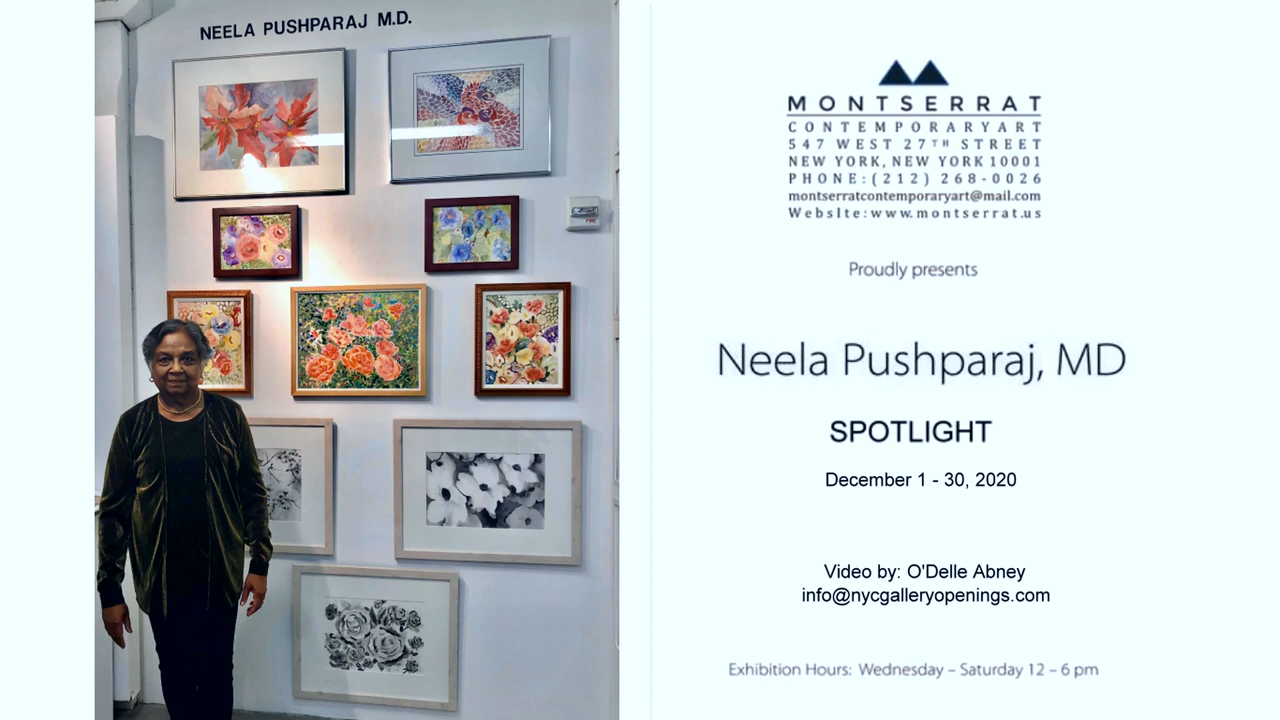 NEELA PUSHPARAJ M.D.
MONTSERRAT
CONTEMPORARYART
547 WEST 27TH STREET
NEW YORK, NEW YORK 10001
PHONE:(212) 268-0026
montserratcontemporaryart@mail.com
Website:www.montserrat.us
Proudly presents
Neela Pushparaj, MD
SPOTLIGHT
December 1 - 30, 2020
Video by: O'Delle Abney
info@nycgalleryopenings.com
Exhibition Hours: Wednesday – Saturday 12 – 6 pm